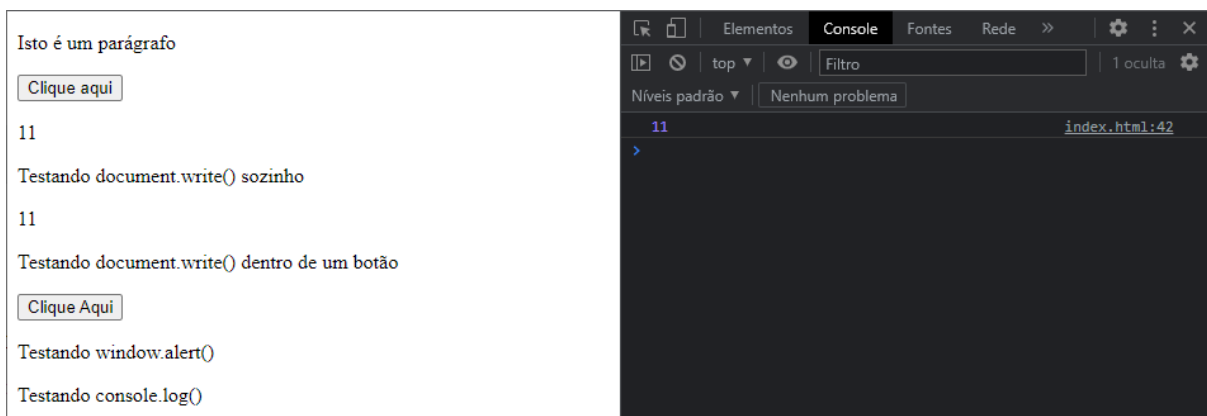 Isto é um parágrafo
Clique aqui
11
Testando document.write() sozinho
11
Testando document.write() dentro de um botão
Clique Aqui
Testando window.alert()
Testando console.log()
Elementos Console Fontes Rede »
top ▼ Filtro 1 oculta
Níveis padrão ▼ Nenhum problema
11 index.html:42
>